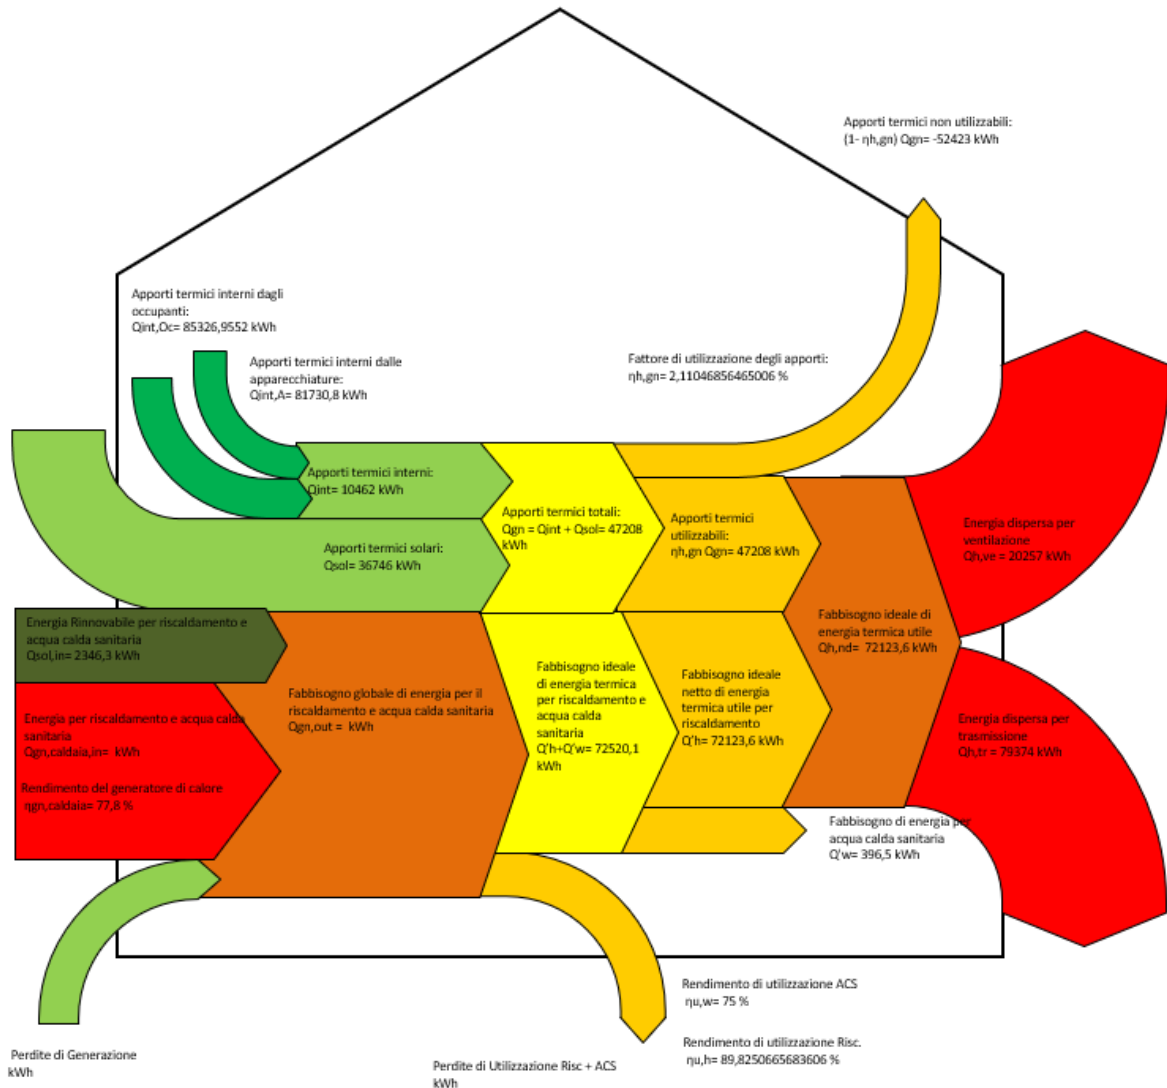 Apporti termici non utilizzabili:
(1- ηh,gn) Qgn= -52423 kWh
Apporti termici interni dagli
occupanti:
Qint,Oc= 85326,9552 kWh
Apporti termici interni dalle
apparecchiature:
Qint,A= 81730,8 kWh
Fattore di utilizzazione degli apporti:
ηh,gn= 2,11046856465006 %
Apporti termici interni:
Qint= 10462 kWh
Apporti termici totali:
Qgn = Qint + Qsol= 47208
kWh
Apporti termici
utilizzabili:
ηh,gn Qgn= 47208 kWh
Energia dispersa per
ventilazione
Qh,ve = 20257 kWh
Apporti termici solari:
Qsol= 36746 kWh
Energia Rinnovabile per riscaldamento e
acqua calda sanitaria
Qsol,in= 2346,3 kWh
Fabbisogno ideale di
energia termica utile
Qh,nd=  72123,6 kWh
Fabbisogno globale di energia per il
riscaldamento e acqua calda sanitaria
Qgn,out =  kWh
Fabbisogno ideale
di energia termica
per riscaldamento e
acqua calda
sanitaria
Q'h+Q'w= 72520,1
kWh
Fabbisogno ideale
netto di energia
termica utile per
riscaldamento
Q'h= 72123,6 kWh
Energia per riscaldamento e acqua calda
sanitaria
Qgn,caldaia,in=  kWh
Rendimento del generatore di calore
ηgn,caldaia= 77,8 %
Energia dispersa per
trasmissione
Qh,tr = 79374 kWh
Fabbisogno di energia per
acqua calda sanitaria
Q'w= 396,5 kWh
Rendimento di utilizzazione ACS
ηu,w= 75 %
Rendimento di utilizzazione Risc.
ηu,h= 89,8250665683606 %
Perdite di Generazione
kWh
Perdite di Utilizzazione Risc + ACS
kWh